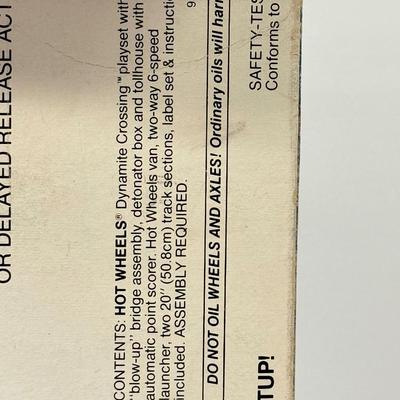 OR DELAYED RELEASE ACT
CONTENTS: HOT WHEELS® Dynamite Crossing™ playset with
"blow-up" bridge assembly, detonator box and tollhouse with
automatic point scorer. Hot Wheels van, two-way 6-speed
launcher, two 20" (50.8cm) track sections, label set & instructi
included. ASSEMBLY REQUIRED.
9
DO NOT OIL WHEELS AND AXLES! Ordinary oils will harm
SAFETY-TES
Conforms to
TUP!